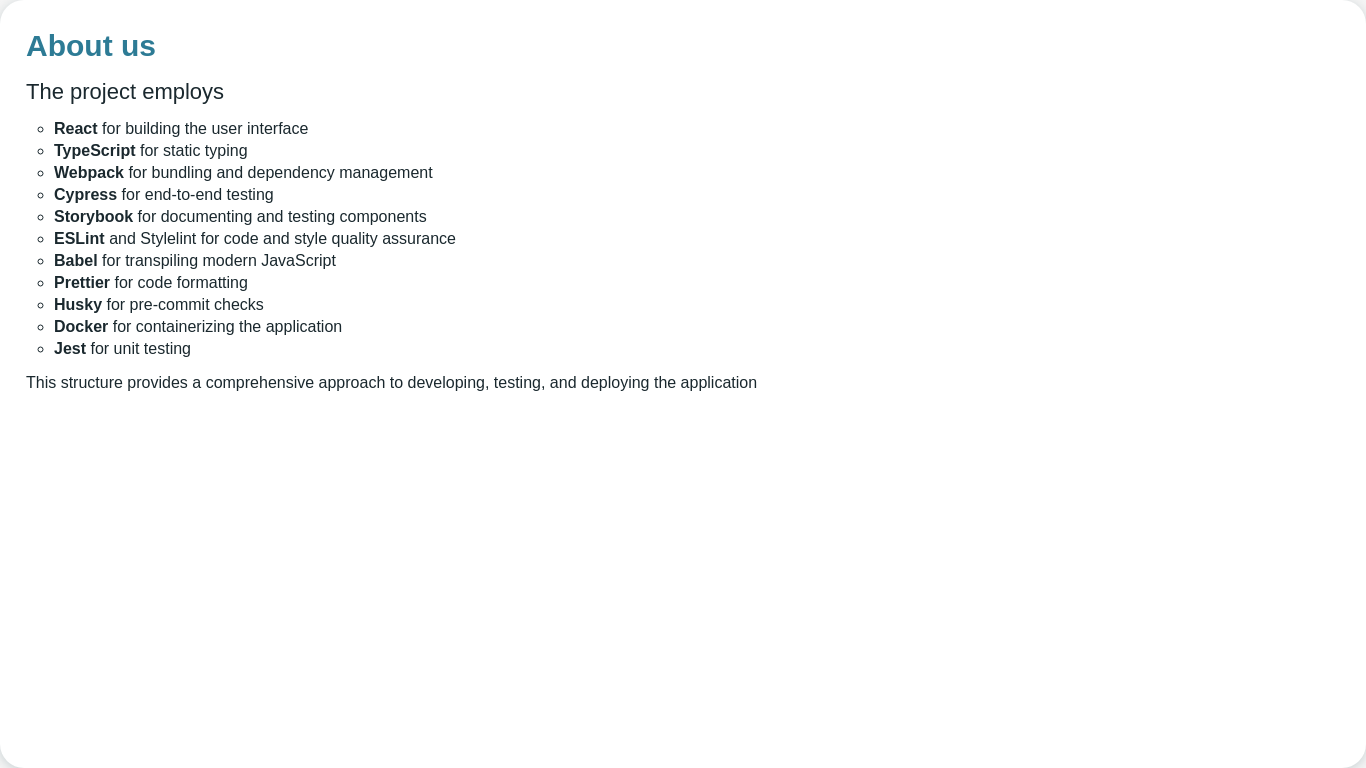 About us
The project employs
React for building the user interface
TypeScript for static typing
Webpack for bundling and dependency management
Cypress for end-to-end testing
Storybook for documenting and testing components
ESLint and Stylelint for code and style quality assurance
Babel for transpiling modern JavaScript
Prettier for code formatting
Husky for pre-commit checks
Docker for containerizing the application
Jest for unit testing
This structure provides a comprehensive approach to developing, testing, and deploying the application